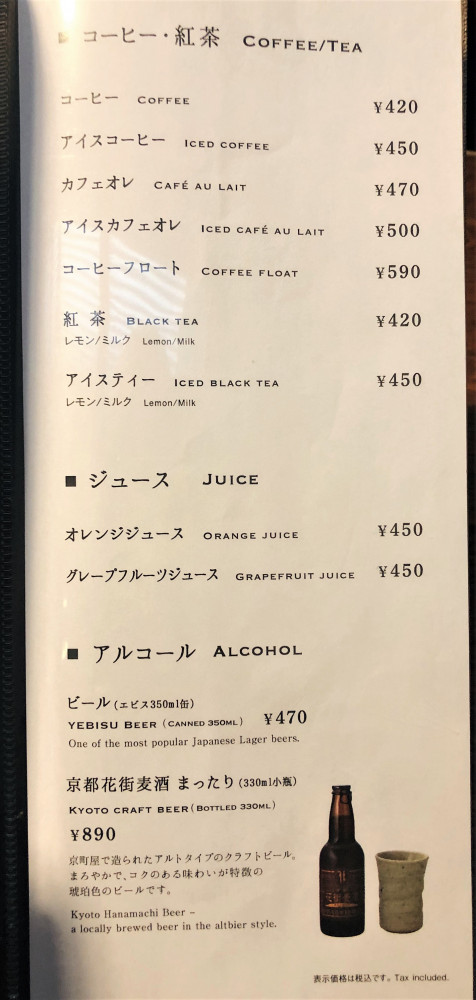 ■ コーヒー・紅茶 COFFEE/TEA
コーヒー COFFEE ¥420
アイスコーヒー ICED COFFEE ¥450
カフェオレ CAFÉ AU LAIT ¥470
アイスカフェオレ ICED CAFÉ AU LAIT ¥500
コーヒーフロート COFFEE FLOAT ¥590
紅 茶 BLACK TEA ¥420
レモン/ミルク Lemon/Milk
アイスティー ICED BLACK TEA ¥450
レモン/ミルク Lemon/Milk
■ ジュース JUICE
オレンジジュース ORANGE JUICE ¥450
グレープフルーツジュース GRAPEFRUIT JUICE ¥450
■ アルコール ALCOHOL
ビール(エビス350ml缶)
YEBISU BEER (CANNED 350ML) ¥470
One of the most popular Japanese Lager beers.
京都花街麦酒 まったり(330ml小瓶)
KYOTO CRAFT BEER(BOTTLED 330ML)
¥890
京町屋で造られたアルトタイプのクラフトビール。
まろやかで、コクのある味わいが特徴の
琥珀色のビールです。
Kyoto Hanamachi Beer –
a locally brewed beer in the altbier style.
表示価格は税込です。Tax included.